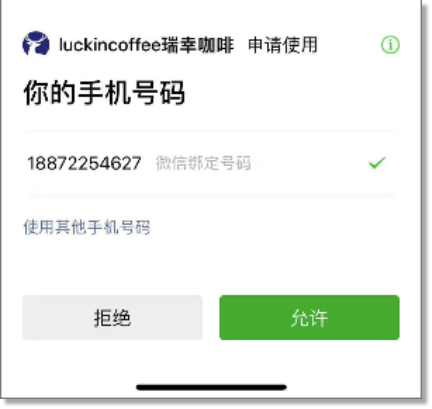 luckincoffee瑞幸咖啡 申请使用
你的手机号码
18872254627 微信绑定号码
使用其他手机号码
拒绝 允许